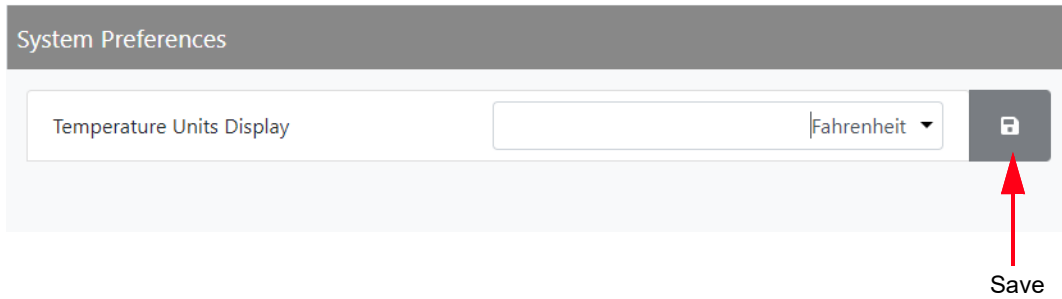 System Preferences
Temperature Units Display
Fahrenheit
Save